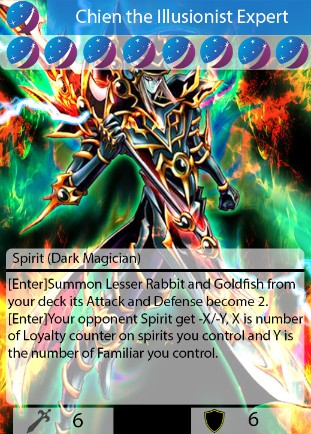 Chien the Illusionist Expert
Spirit (Dark Magician)
[Enter]Summon Lesser Rabbit and Goldfish from
your deck its Attack and Defense become 2.
[Enter]Your opponent Spirit get -X/-Y, X is number
of Loyalty counter on spirits you control and Y is
the number of Familiar you control.
6 6